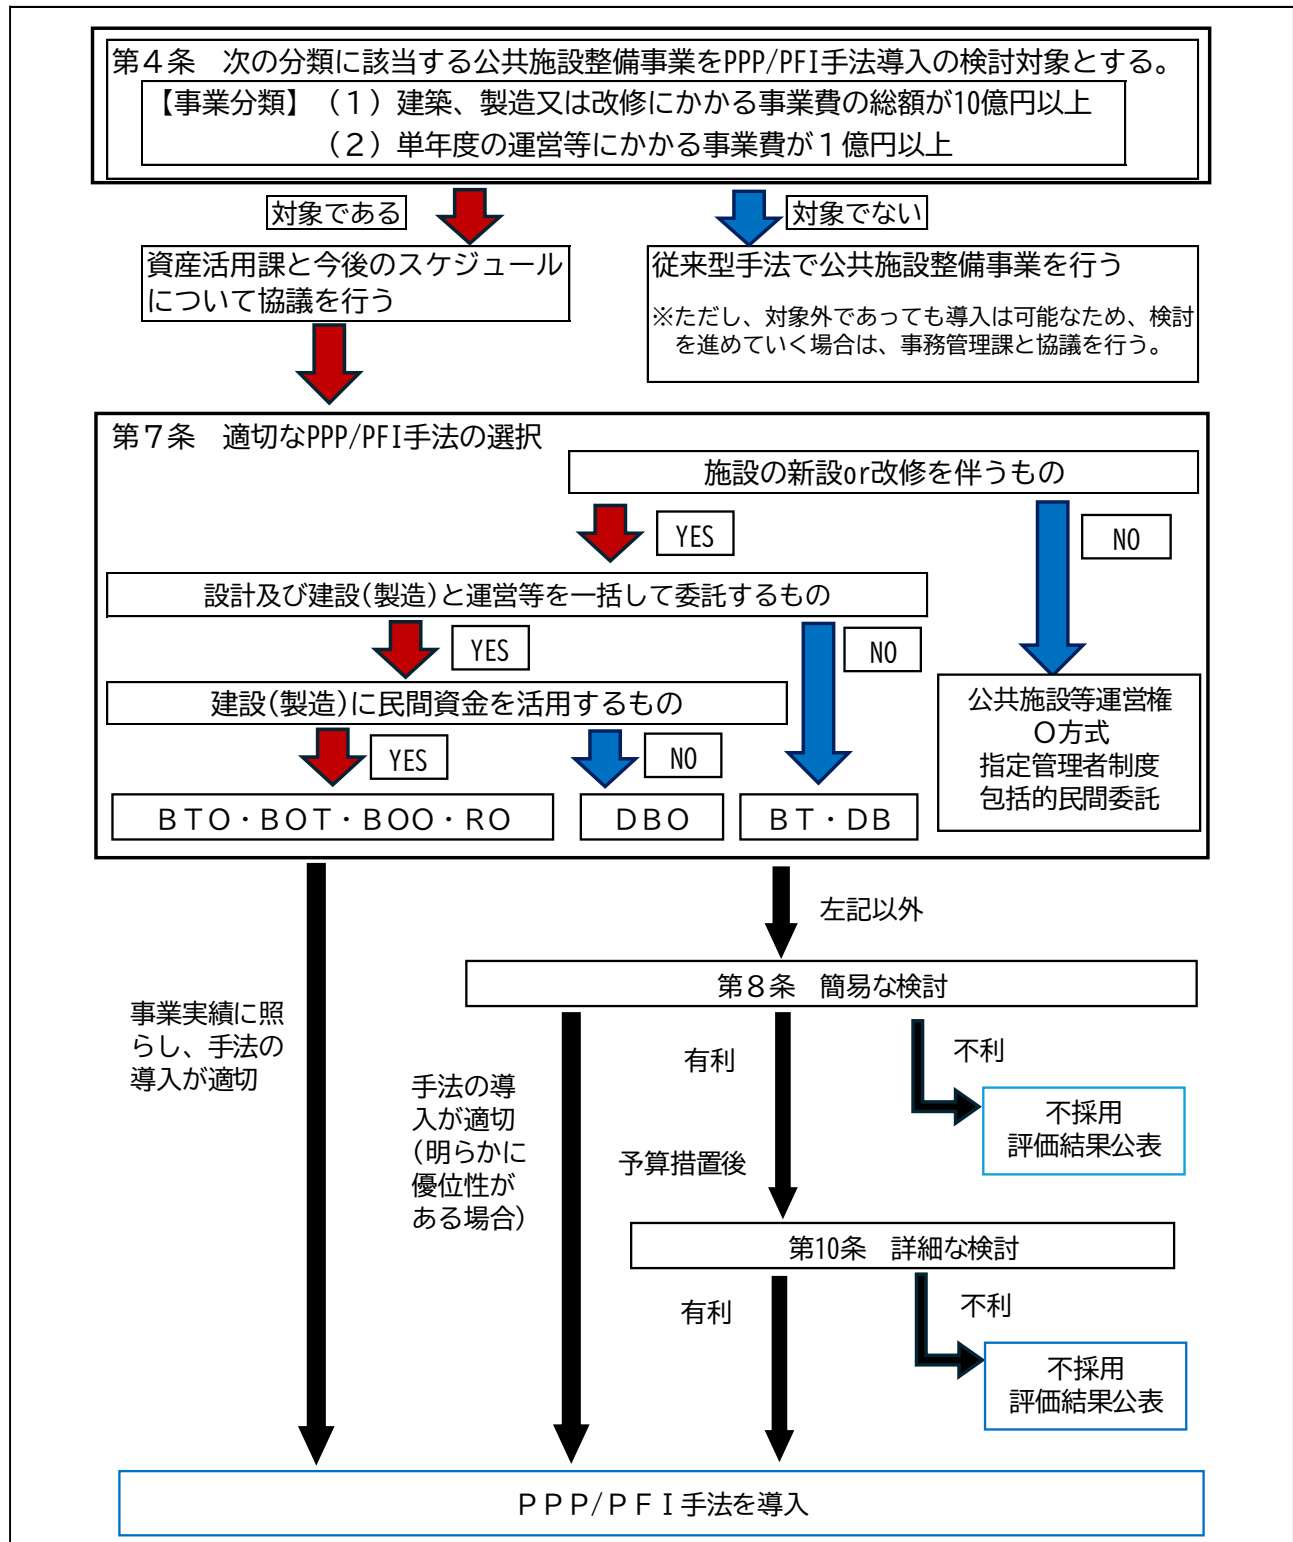 第４条　次の分類に該当する公共施設整備事業をPPP/PFI手法導入の検討対象とする。
【事業分類】（１）建築、製造又は改修にかかる事業費の総額が10億円以上
（２）単年度の運営等にかかる事業費が１億円以上
対象である
対象でない
資産活用課と今後のスケジュール
について協議を行う
従来型手法で公共施設整備事業を行う
※ただし、対象外であっても導入は可能なため、検討
を進めていく場合は、事務管理課と協議を行う。
第７条　適切なPPP/PFI手法の選択
施設の新設or改修を伴うもの
YES
NO
設計及び建設(製造)と運営等を一括して委託するもの
YES
NO
建設(製造)に民間資金を活用するもの
YES
NO
公共施設等運営権
Ｏ方式
指定管理者制度
包括的民間委託
ＢＴＯ・ＢＯＴ・ＢＯＯ・ＲＯ
ＤＢＯ
ＢＴ・ＤＢ
左記以外
第８条　簡易な検討
事業実績に照
らし、手法の
導入が適切
手法の導
入が適切
(明らかに
優位性が
ある場合)
有利
不利
不採用
評価結果公表
予算措置後
第10条　詳細な検討
有利
不利
不採用
評価結果公表
ＰＰＰ/ＰＦＩ手法を導入